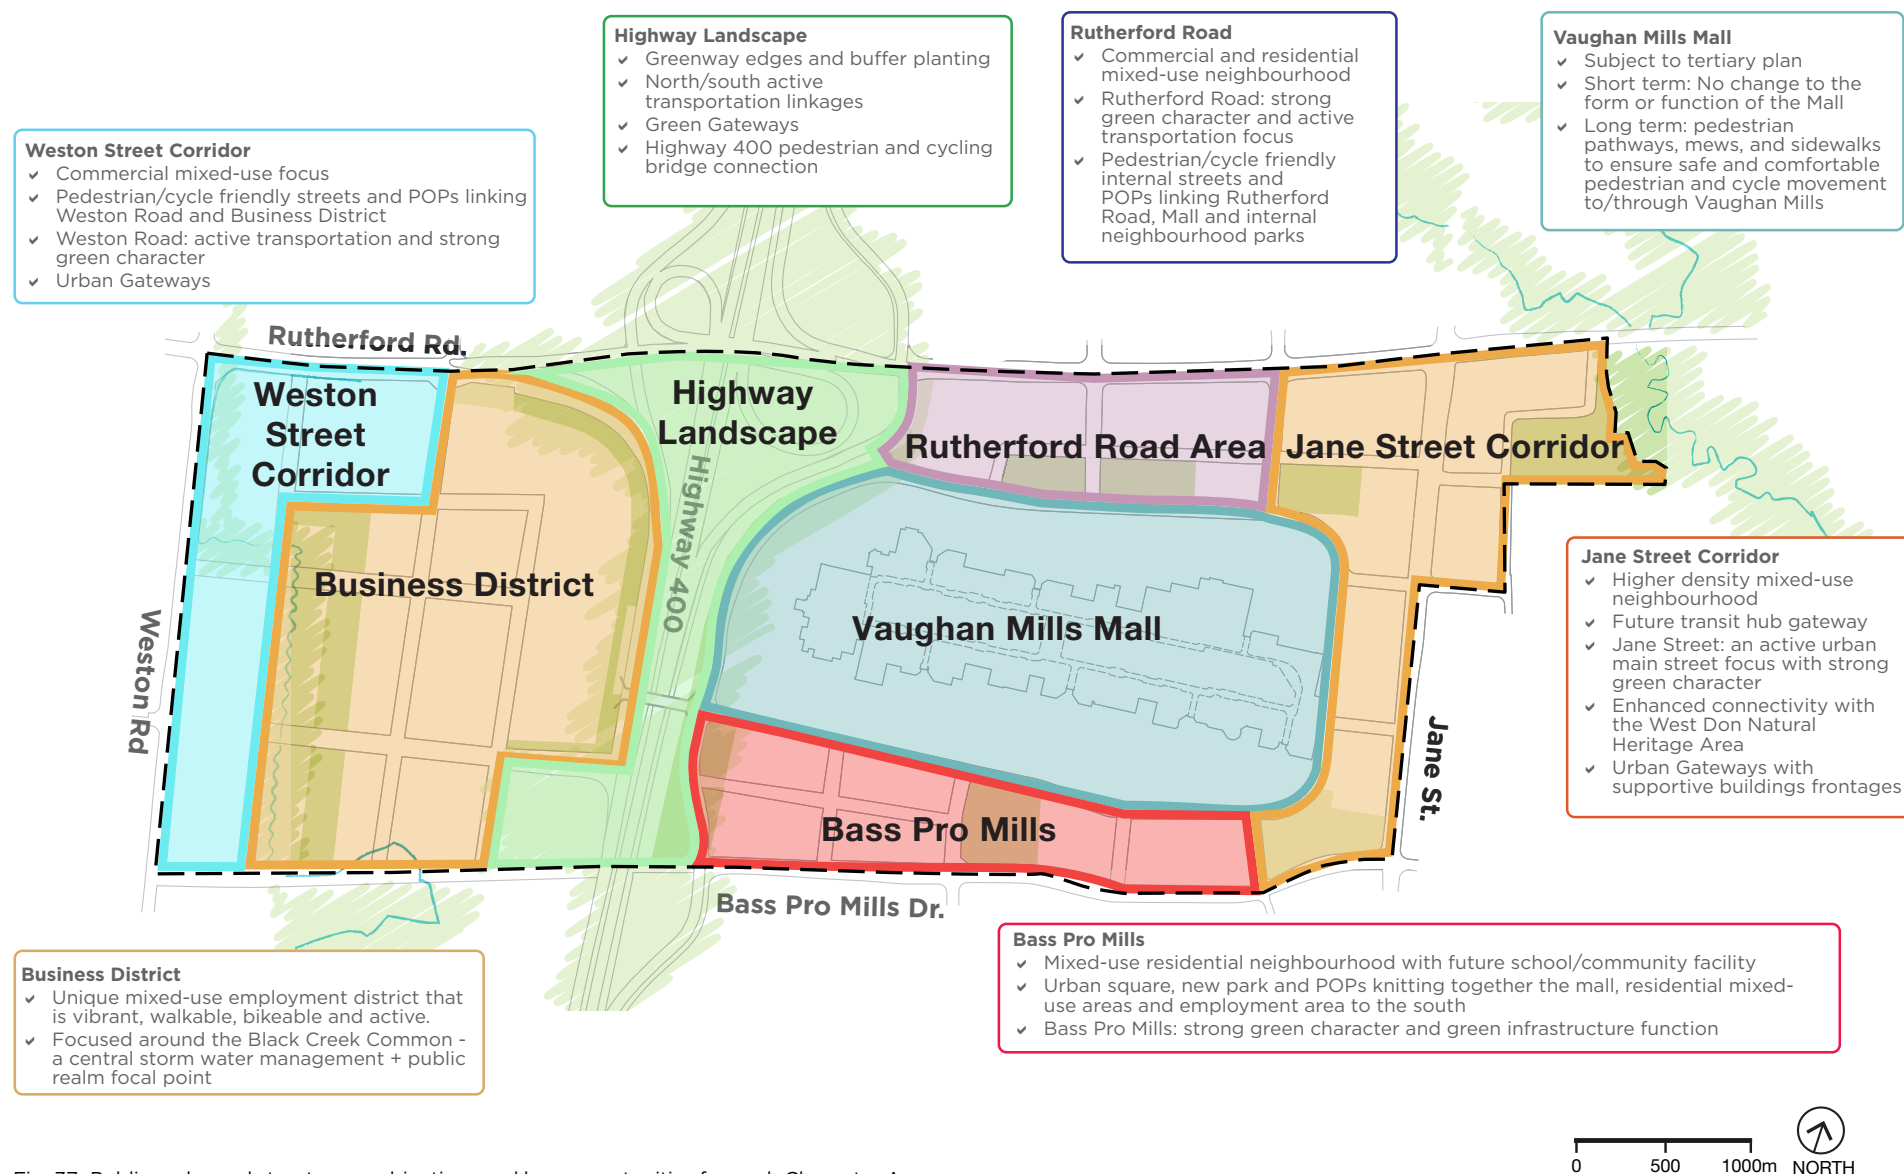 Highway Landscape
Greenway edges and buffer planting
North/south active
transportation linkages
Green Gateways
Highway 400 pedestrian and cycling
bridge connection
Rutherford Road
Commercial and residential
mixed-use neighbourhood
Rutherford Road: strong
green character and active
transportation focus
Pedestrian/cycle friendly
internal streets and
POPs linking Rutherford
Road, Mall and internal
neighbourhood parks
Vaughan Mills Mall
Subject to tertiary plan
Short term: No change to the
form or function of the Mall
Long term: pedestrian
pathways, mews, and sidewalks
to ensure safe and comfortable
pedestrian and cycle movement
to/through Vaughan Mills
Weston Street Corridor
Commercial mixed-use focus
Pedestrian/cycle friendly streets and POPs linking
Weston Road and Business District
Weston Road: active transportation and strong
green character
Urban Gateways
Rutherford Rd.
Weston
Street
Corridor
Highway
Landscape
Rutherford Road Area
Jane Street Corridor
Highway 400
Business District
Vaughan Mills Mall
Weston Rd
Jane St.
Bass Pro Mills
Bass Pro Mills Dr.
Jane Street Corridor
Higher density mixed-use
neighbourhood
Future transit hub gateway
Jane Street: an active urban
main street focus with strong
green character
Enhanced connectivity with
the West Don Natural
Heritage Area
Urban Gateways with
supportive buildings frontages
Business District
Unique mixed-use employment district that
is vibrant, walkable, bikeable and active.
Focused around the Black Creek Common -
a central storm water management + public
realm focal point
Bass Pro Mills
Mixed-use residential neighbourhood with future school/community facility
Urban square, new park and POPs knitting together the mall, residential mixed-
use areas and employment area to the south
Bass Pro Mills: strong green character and green infrastructure function
0 500 1000m
NORTH